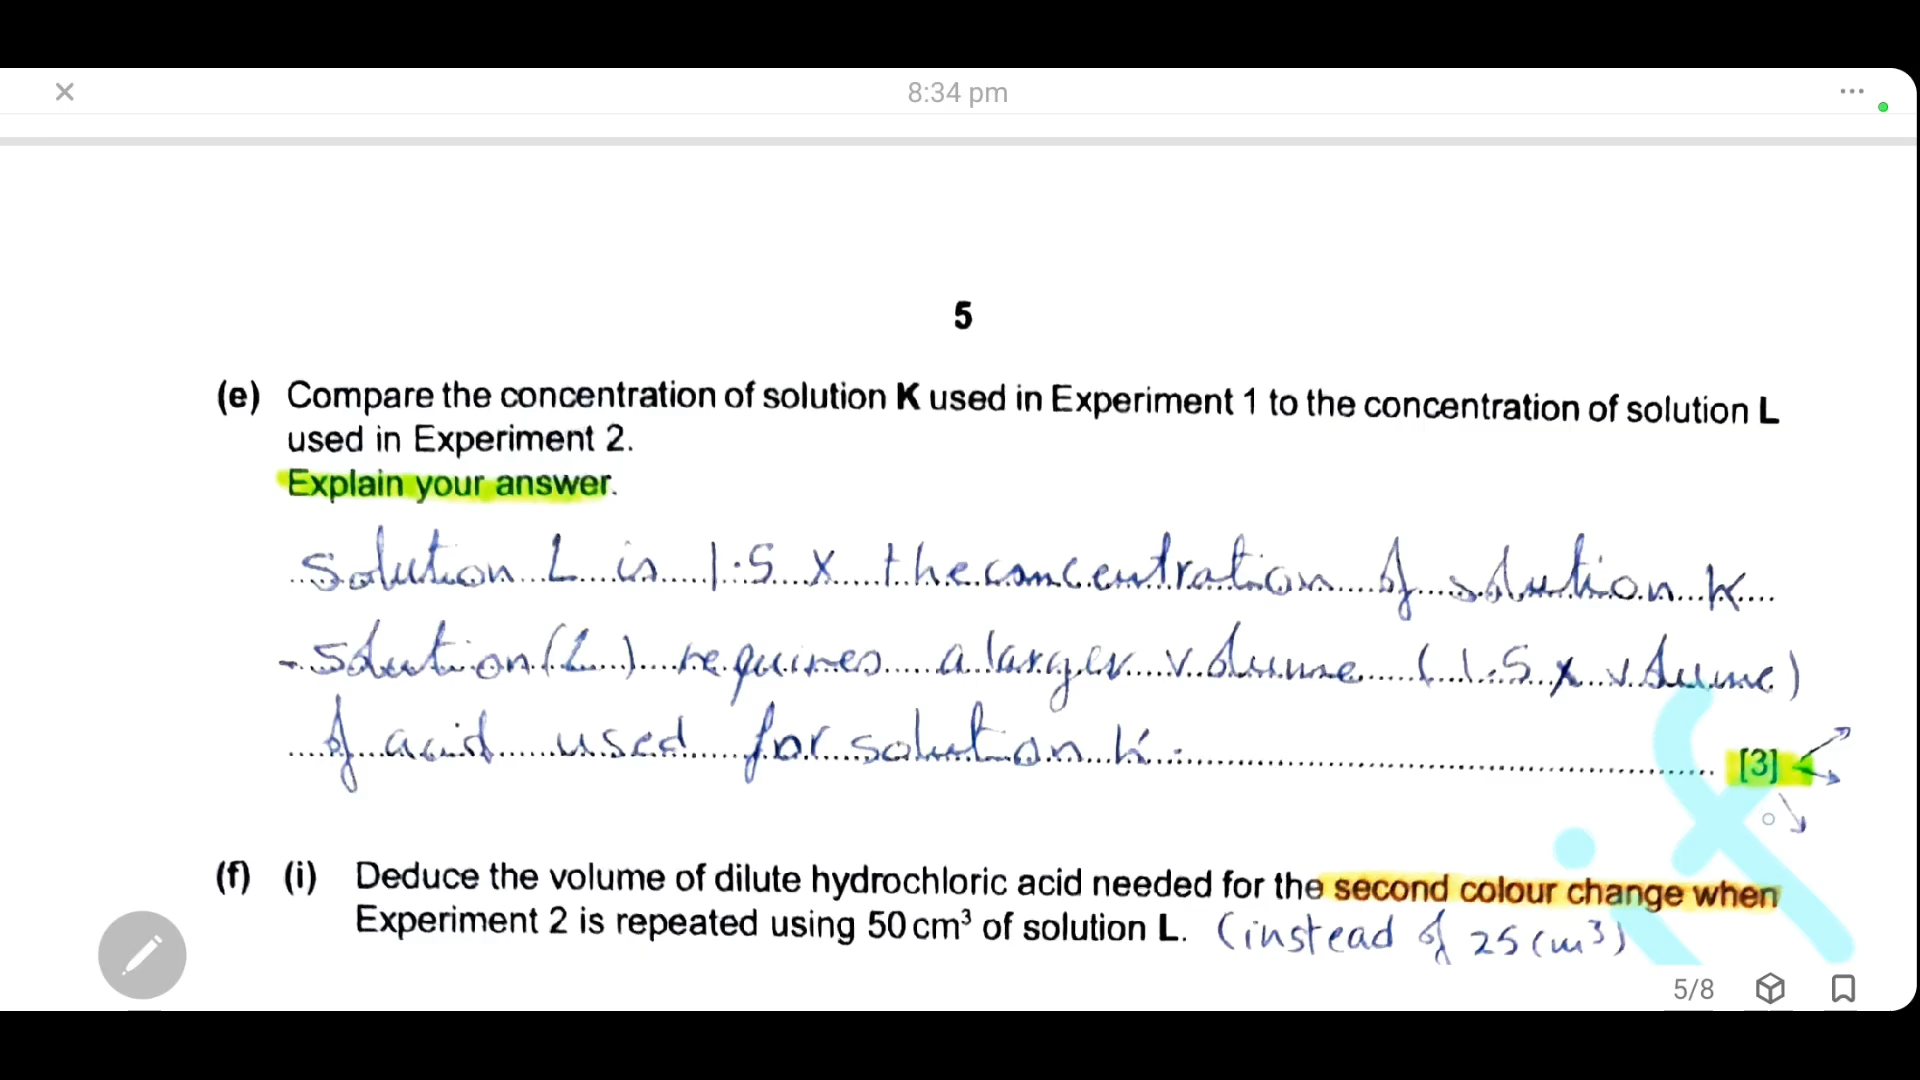 8:34 pm
5
(e) Compare the concentration of solution K used in Experiment 1 to the concentration of solution L
used in Experiment 2.
Explain your answer.
Solution L is 1.5 x the concentration of solution K
- Solution (L) requires a larger volume (1.5 x volume)
of acid used for solution K.
[3]
(f) (i) Deduce the volume of dilute hydrochloric acid needed for the second colour change when
Experiment 2 is repeated using 50 cm³ of solution L. (instead of 25 cm³)
5/8